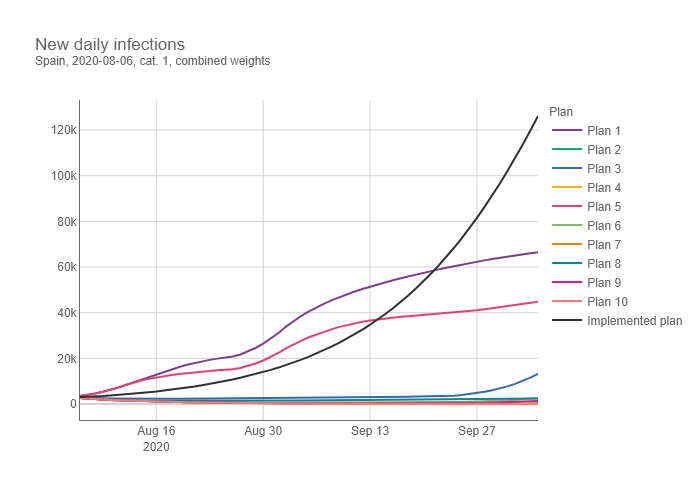 New daily infections
Spain, 2020-08-06, cat. 1, combined weights
Plan
120k
100k
80k
60k
40k
20k
0
Aug 16
2020
Aug 30
Sep 13
Sep 27
Plan 1
Plan 2
Plan 3
Plan 4
Plan 5
Plan 6
Plan 7
Plan 8
Plan 9
Plan 10
Implemented plan